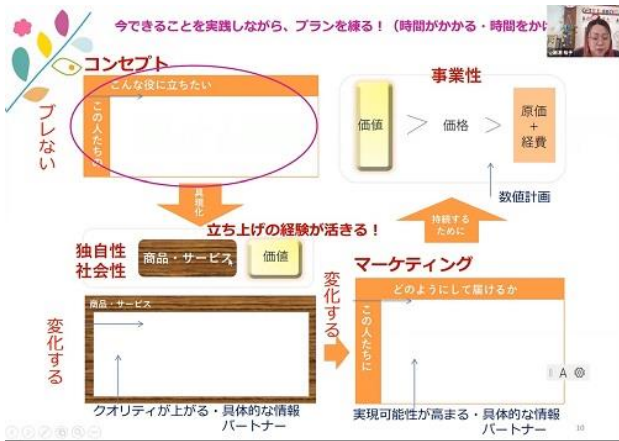 今できることを実践しながら、プランを練る！（時間がかかる・時間をかけ
コンセプト
こんな役に立ちたい
この人たちの
ブレない
具現化
事業性
価値
＞
価格
＞
原価
+
経費
数値計画
持続する
ために
立ち上げの経験が活きる！
独自性
社会性
商品・サービス
価値
変化する
商品・サービス
クオリティが上がる・具体的な情報
パートナー
変化する
マーケティング
どのようにして届けるか
この人たちに
実現可能性が高まる・具体的な情報
パートナー
A
10